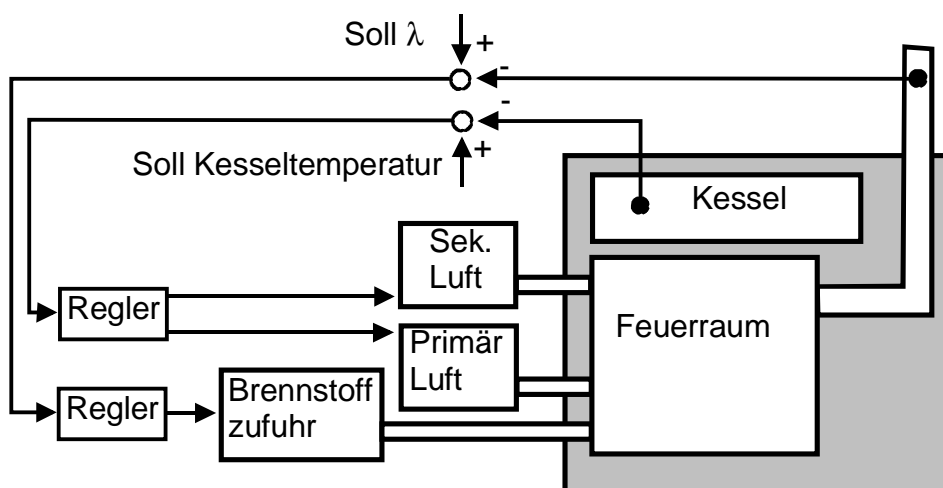 Soll λ
+
-
-
+
Soll Kesseltemperatur
Kessel
Sek.
Luft
Regler
Primär
Luft
Feuerraum
Regler
Brennstoff
zufuhr